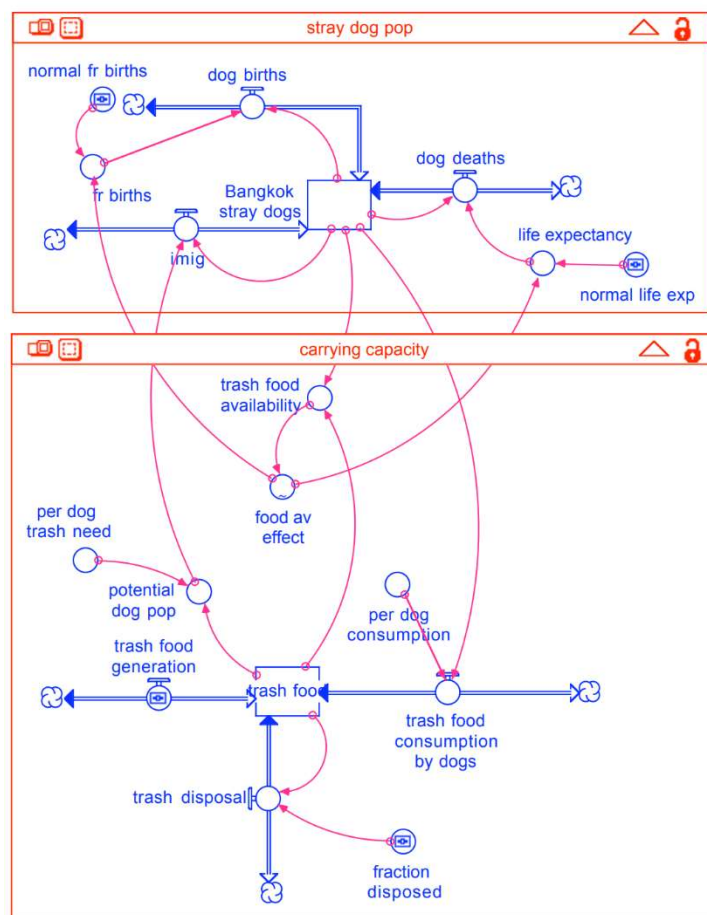 stray dog pop
normal fr births
dog births
dog deaths
fr births
Bangkok
stray dogs
life expectancy
imig
normal life exp
carrying capacity
trash food
availability
per dog
trash need
food av
effect
potential
dog pop
per dog
consumption
trash food
generation
trash food
trash food
consumption
by dogs
trash disposal
fraction
disposed